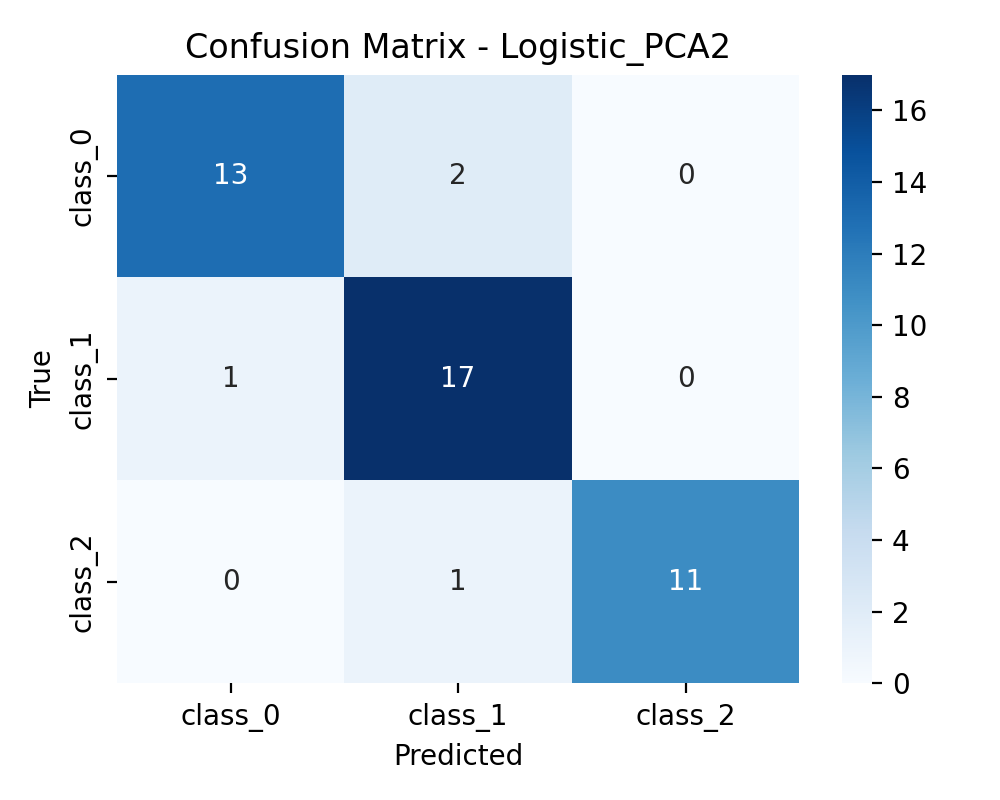 Confusion Matrix - Logistic_PCA2
True
class_0
13
2
0
class_1
1
17
0
class_2
0
1
11
class_0 class_1 class_2
Predicted
16
14
12
10
8
6
4
2
0